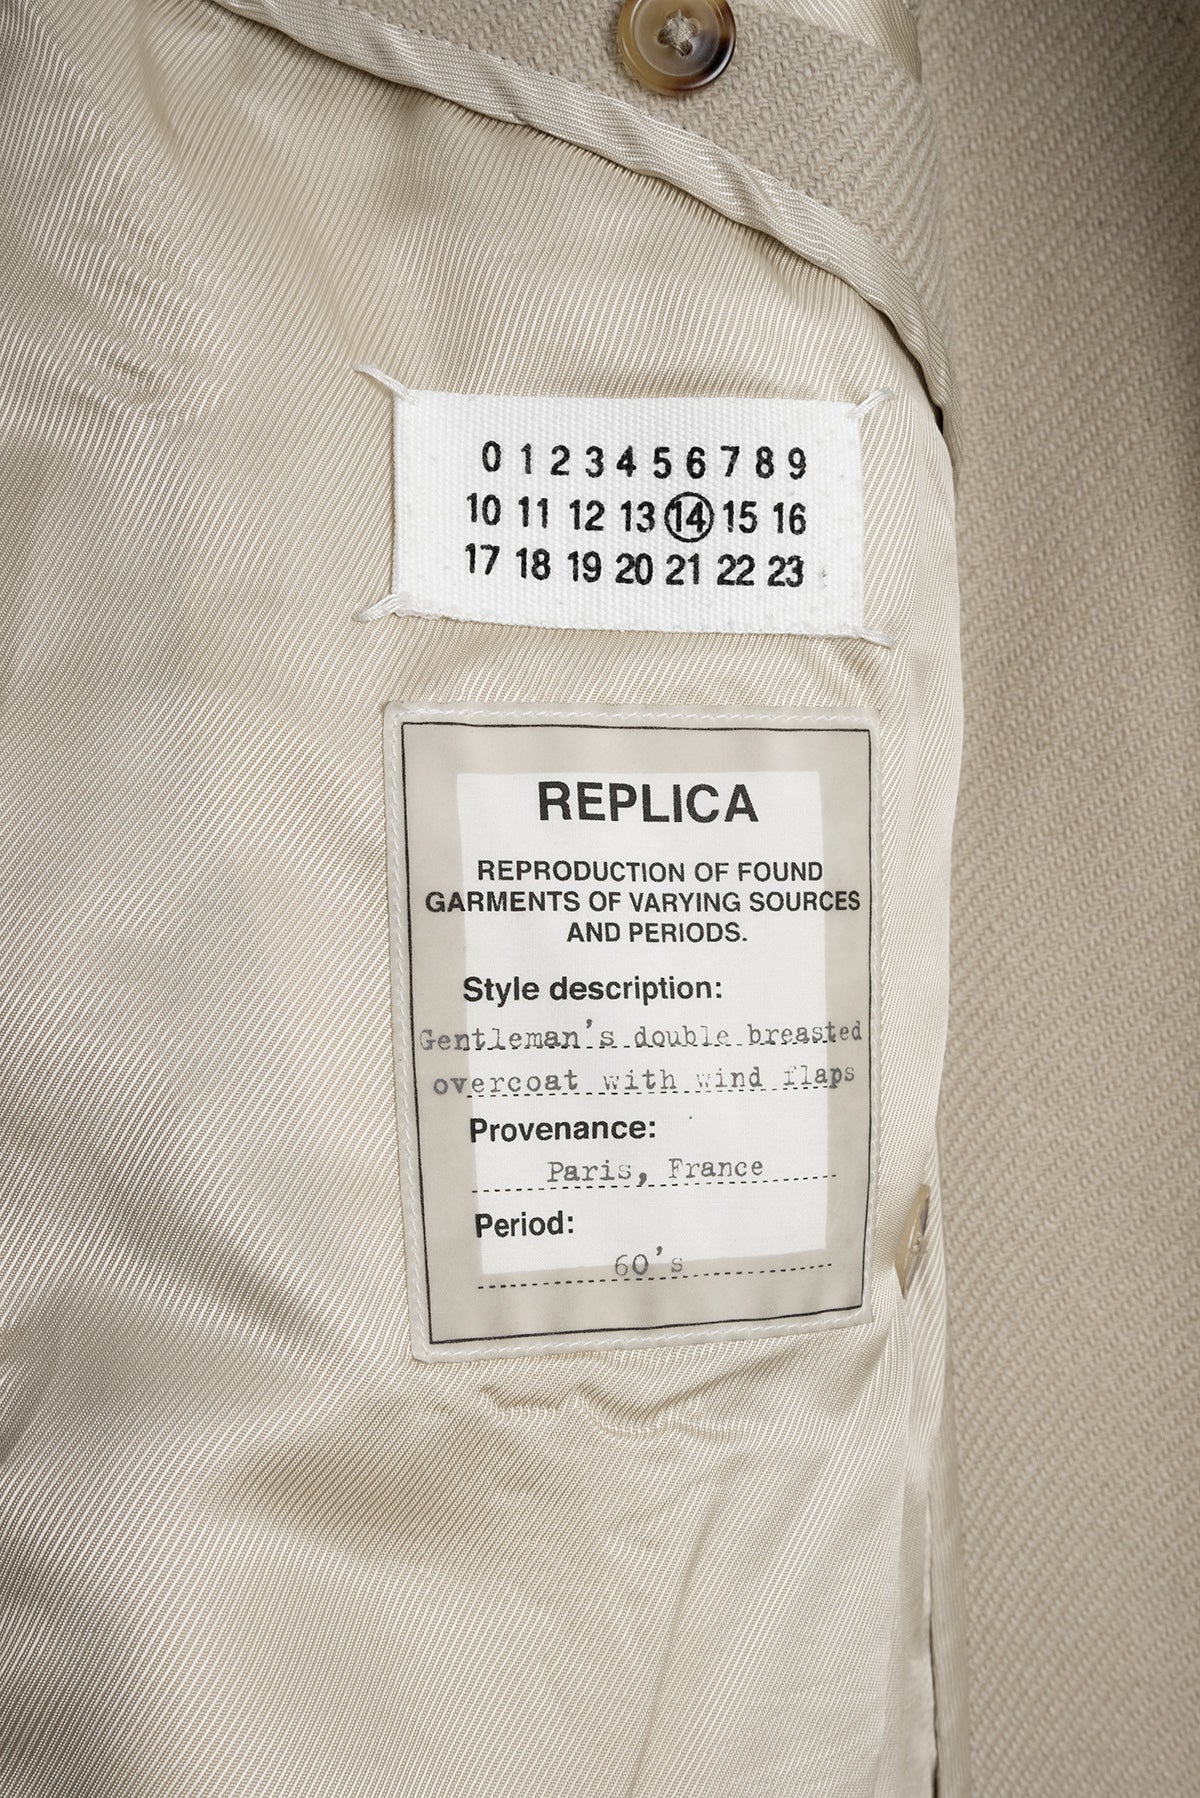 0 1 2 3 4 5 6 7 8 9
10 11 12 13 14 15 16
17 18 19 20 21 22 23
REPLICA
REPRODUCTION OF FOUND
GARMENTS OF VARYING SOURCES
AND PERIODS.
Style description:
Gentleman's double breasted
overcoat with wind flaps
Provenance:
Paris, France
Period:
60's